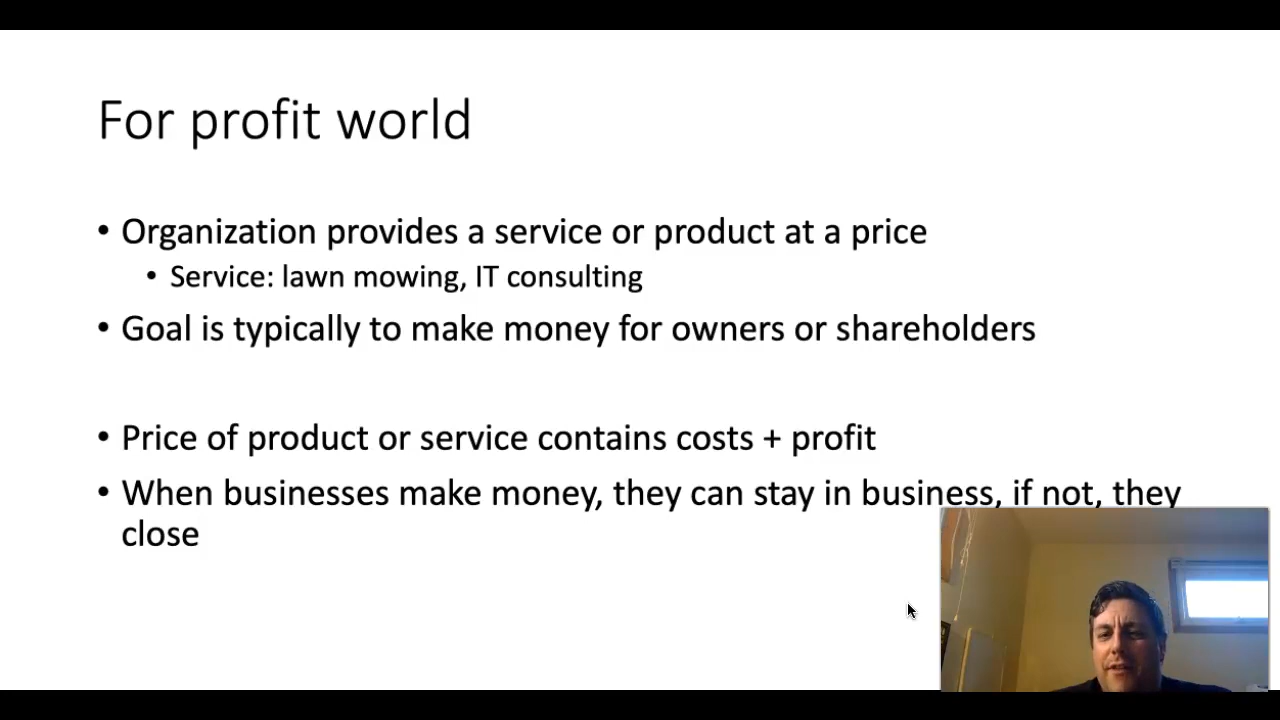 For profit world
• Organization provides a service or product at a price
• Service: lawn mowing, IT consulting
• Goal is typically to make money for owners or shareholders
• Price of product or service contains costs + profit
• When businesses make money, they can stay in business, if not, they
close